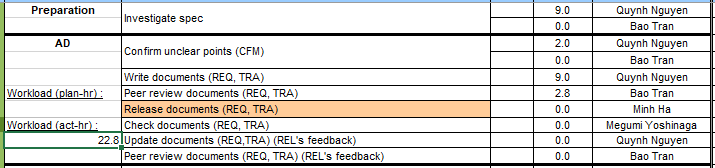 Preparation Investigate spec 9.0 Quynh Nguyen
0.0 Bao Tran
AD Confirm unclear points (CFM) 2.0 Quynh Nguyen
0.0 Bao Tran
Write documents (REQ, TRA) 9.0 Quynh Nguyen
Workload (plan-hr) : Peer review documents (REQ, TRA) 2.8 Bao Tran
Release documents (REQ, TRA) 0.0 Minh Ha
Workload (act-hr) : Check documents (REQ, TRA) 0.0 Megumi Yoshinaga
22.8 Update documents (REQ,TRA) (REL's feedback) 0.0 Quynh Nguyen
Peer review documents (REQ, TRA) (REL's feedback) 0.0 Bao Tran